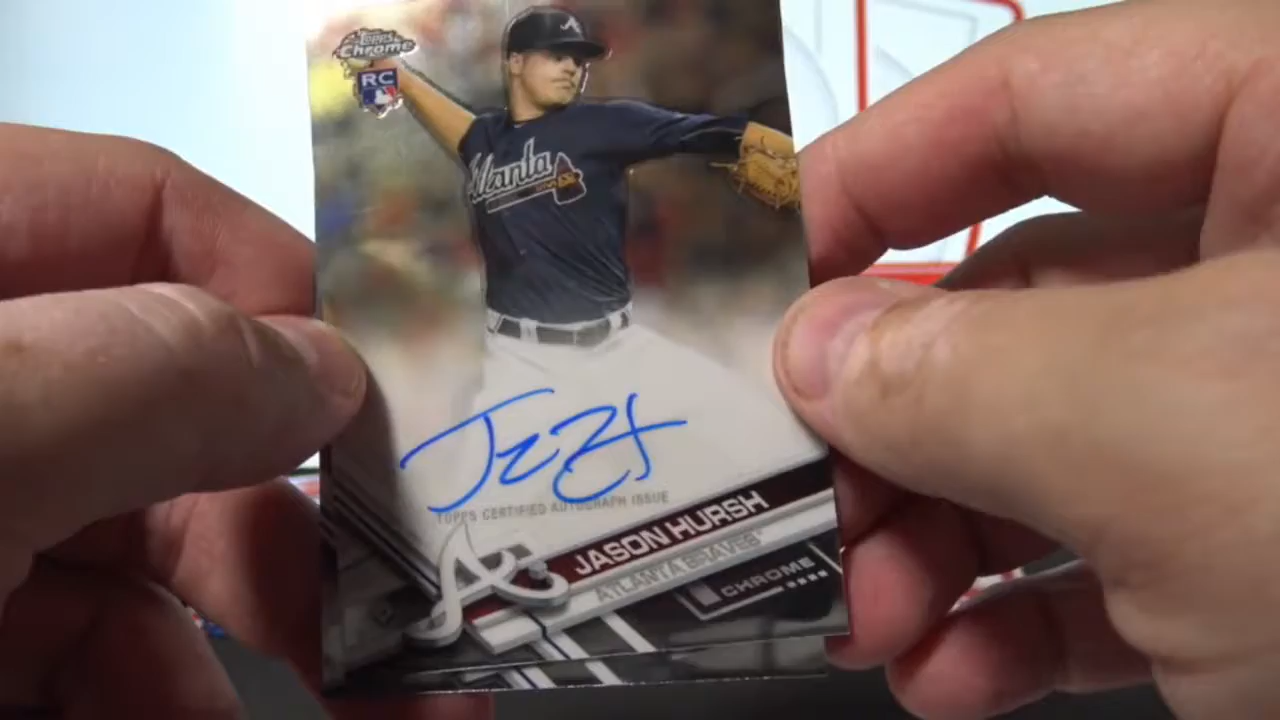 Topps
Chrome
RC
Atlanta
TOPPS CERTIFIED AUTOGRAPH ISSUE
A
JASON HURSH
ATLANTA BRAVES
CHROME